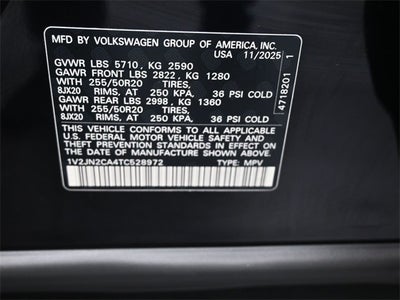 MFD BY VOLKSWAGEN GROUP OF AMERICA, INC.
USA 11/2025
GVWR LBS 5710, KG 2590
GAWR FRONT LBS 2822, KG 1280
WITH 255/50R20 TIRES,
8JX20 RIMS, AT 250 KPA, 36 PSI COLD
GAWR REAR LBS 2998, KG 1360
WITH 255/50R20 TIRES,
8JX20 RIMS, AT 250 KPA, 36 PSI COLD
THIS VEHICLE CONFORMS TO ALL APPLICABLE
U.S. FEDERAL MOTOR VEHICLE SAFETY AND
THEFT PREVENTION STANDARDS IN EFFECT
ON THE DATE OF MANUFACTURE SHOWN ABOVE.
1V2JN2CA4TC528972 TYPE: MPV
4718201 1